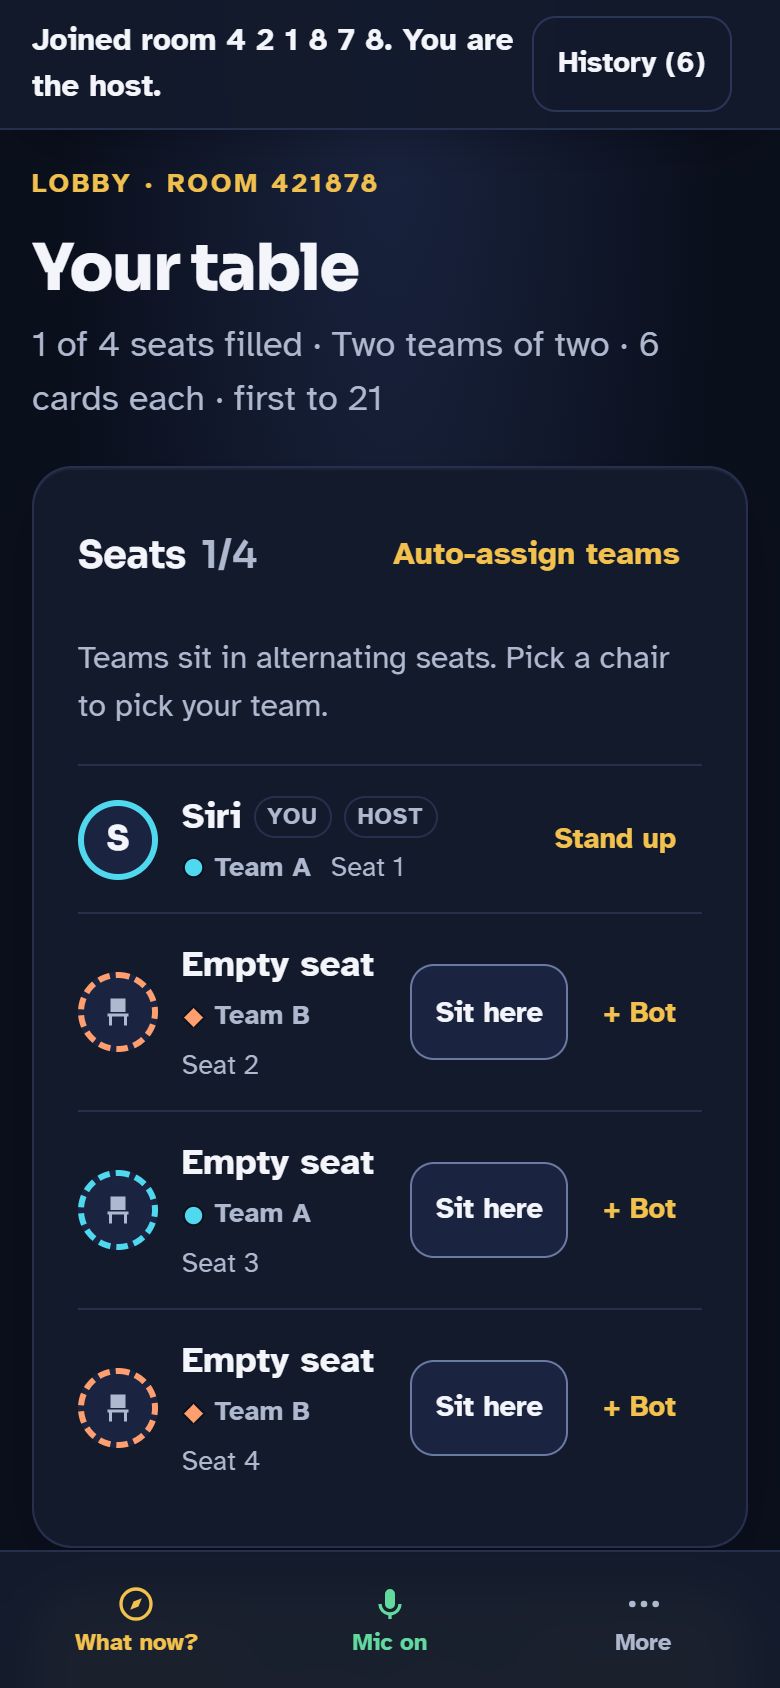 Joined room 4 2 1 8 7 8. You are
the host.
History (6)
LOBBY · ROOM 421878
Your table
1 of 4 seats filled · Two teams of two · 6
cards each · first to 21
Seats 1/4
Auto-assign teams
Teams sit in alternating seats. Pick a chair
to pick your team.
S
Siri YOU HOST
Team A Seat 1
Stand up
Empty seat
Team B
Seat 2
Sit here
+ Bot
Empty seat
Team A
Seat 3
Sit here
+ Bot
Empty seat
Team B
Seat 4
Sit here
+ Bot
What now?
Mic on
More